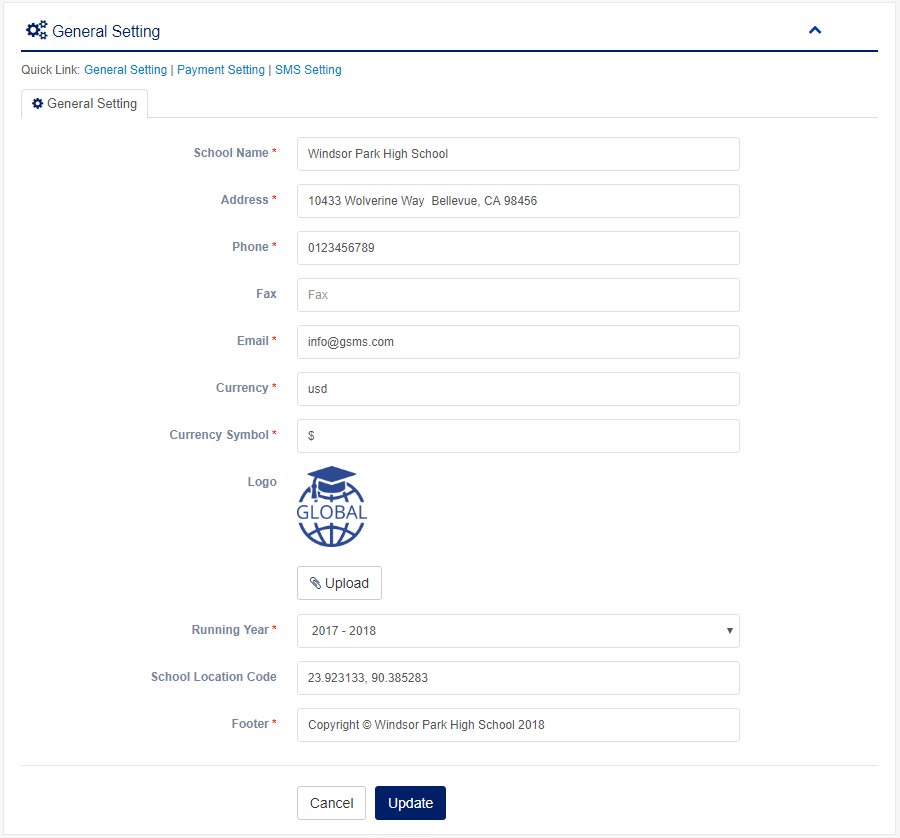 General Setting
Quick Link: General Setting | Payment Setting | SMS Setting
General Setting
School Name * Windsor Park High School
Address * 10433 Wolverine Way  Bellevue, CA 98456
Phone * 0123456789
Fax Fax
Email * info@gsms.com
Currency * usd
Currency Symbol * $
Logo
GLOBAL
Upload
Running Year * 2017 - 2018
School Location Code 23.923133, 90.385283
Footer * Copyright © Windsor Park High School 2018
Cancel Update